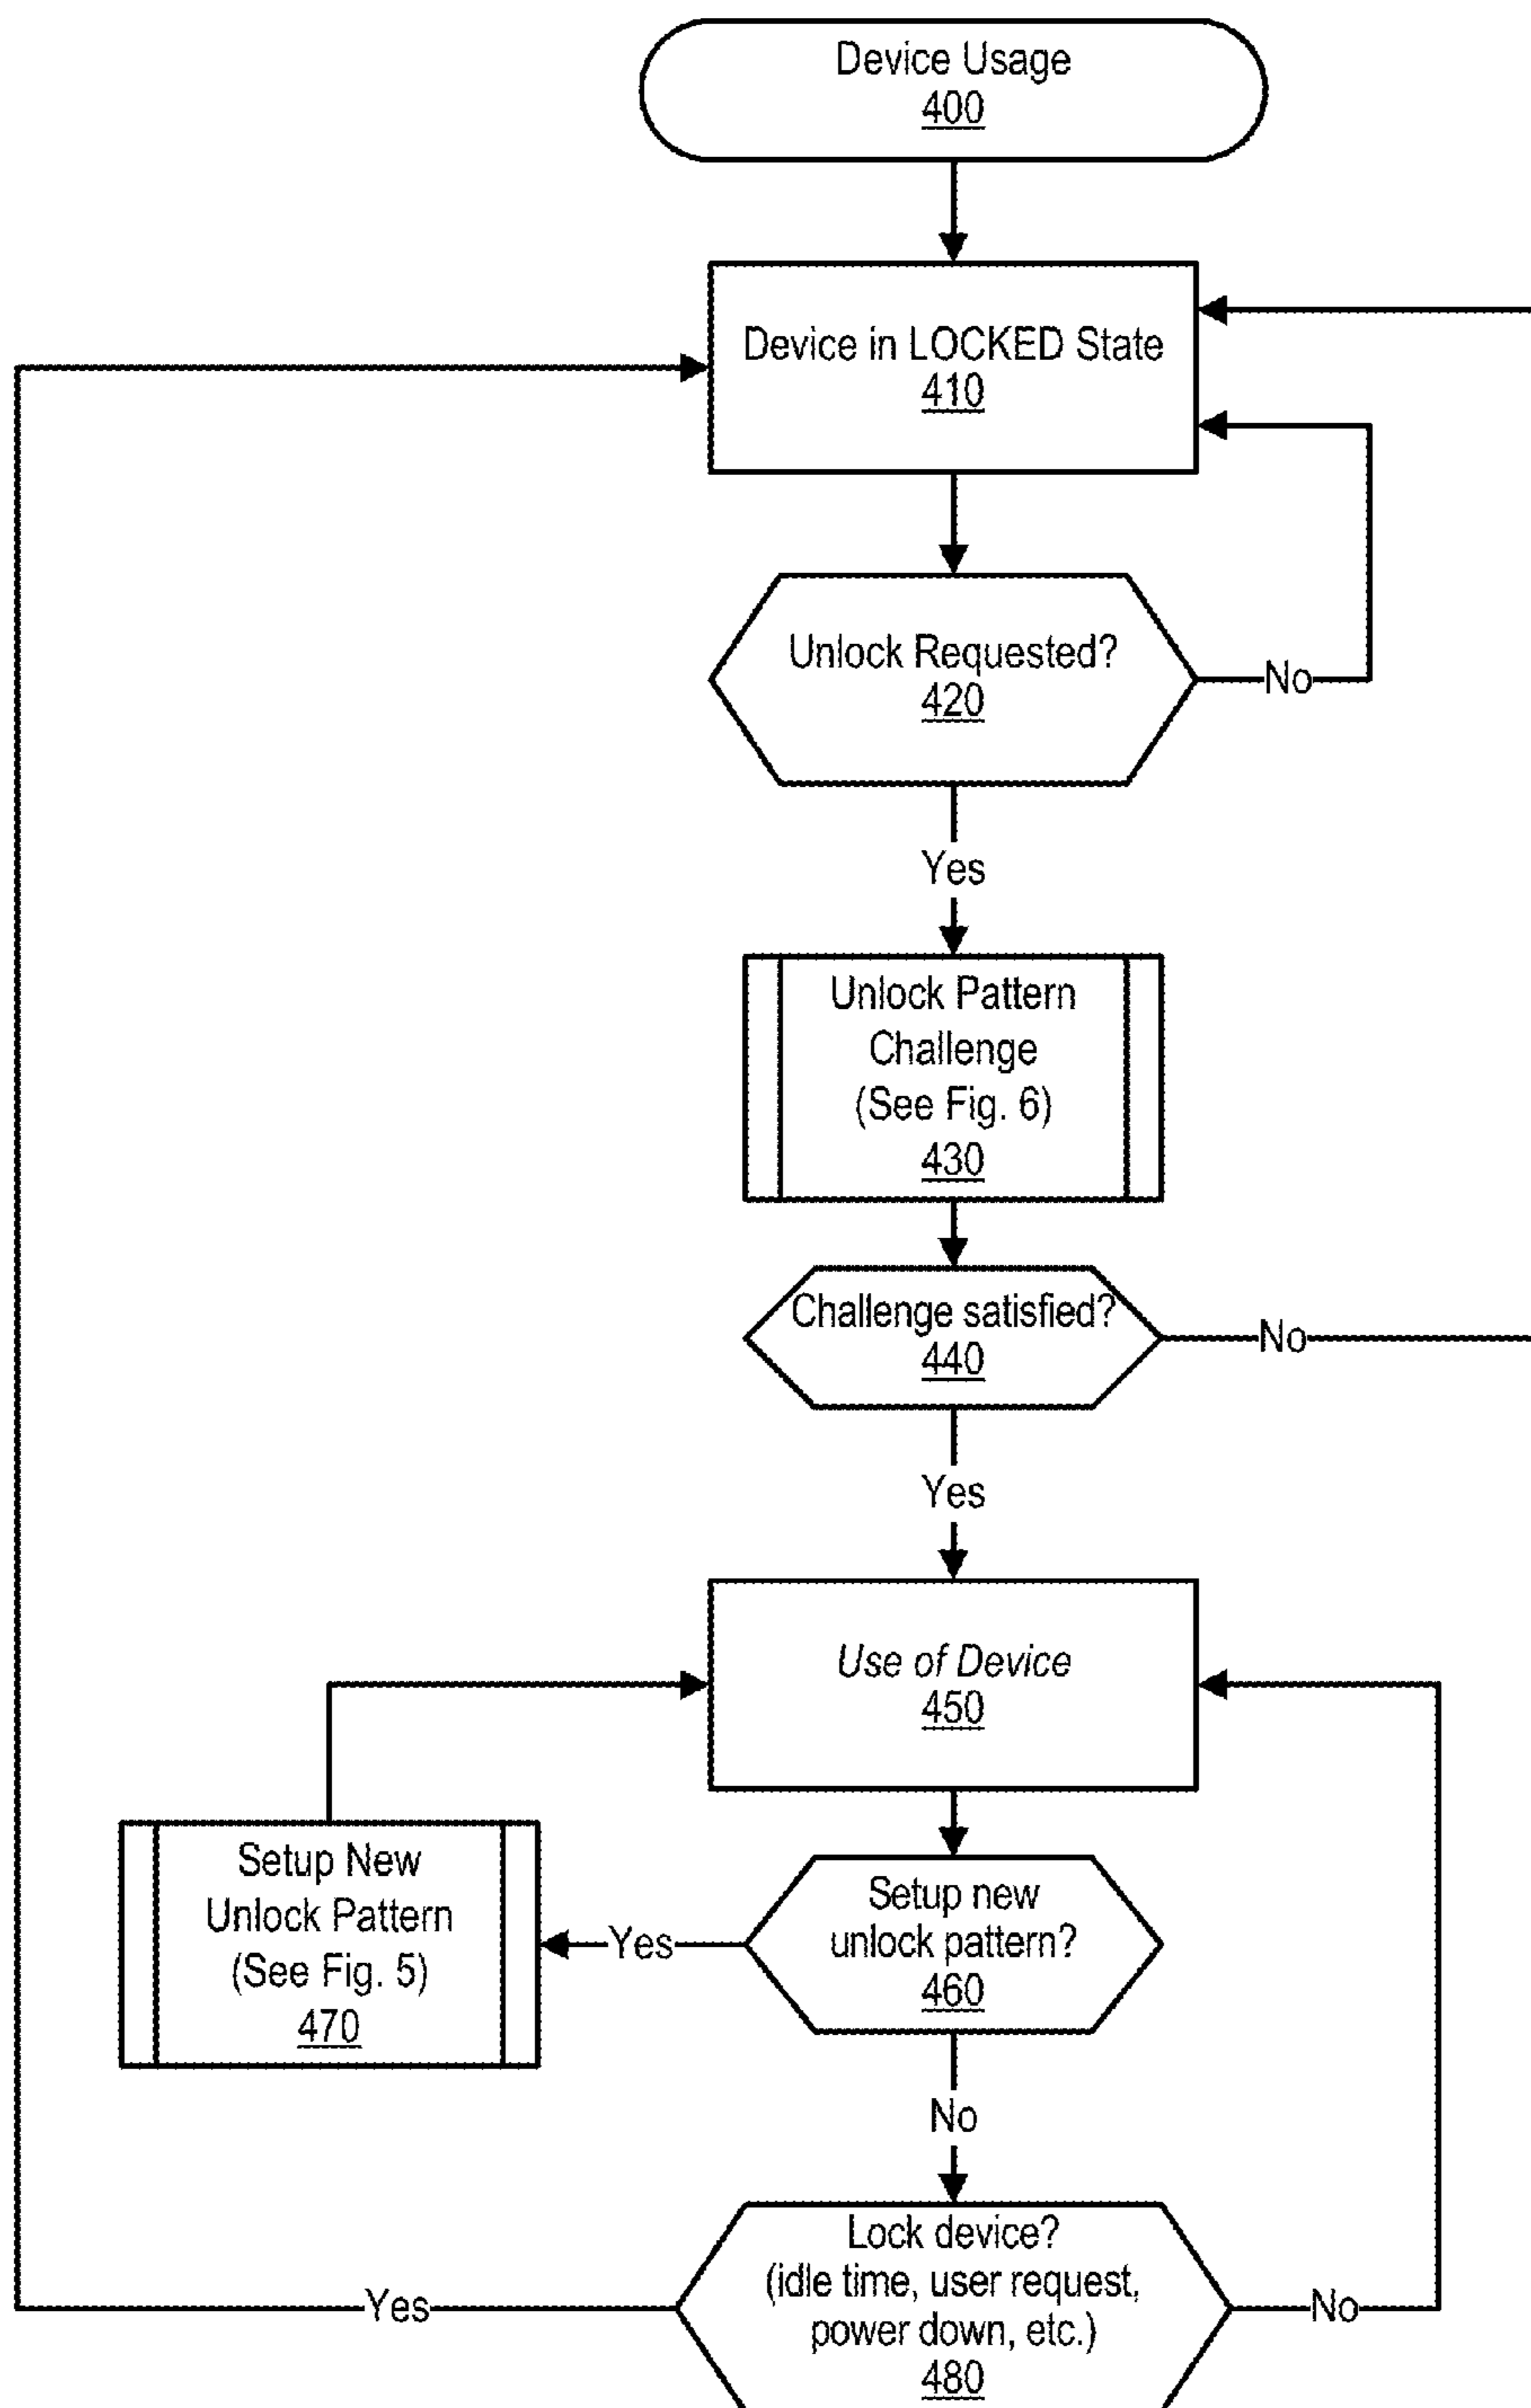 Device Usage
400
Device in LOCKED State
410
Unlock Requested?
420
No
Yes
Unlock Pattern
Challenge
(See Fig. 6)
430
Challenge satisfied?
440
No
Yes
Use of Device
450
Setup New
Unlock Pattern
(See Fig. 5)
470
Yes
Setup new
unlock pattern?
460
No
Lock device?
(idle time, user request,
power down, etc.)
480
Yes
No